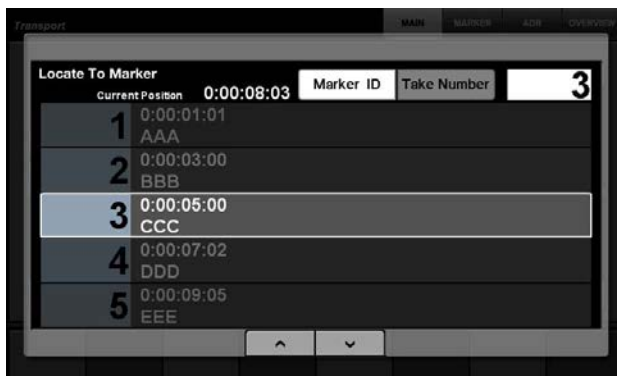 Transport MAIN MARKER ADR OVERVIEW
Locate To Marker
Current Position 0:00:08:03 Marker ID Take Number 3
1 0:00:01:01
AAA
2 0:00:03:00
BBB
3 0:00:05:00
CCC
4 0:00:07:02
DDD
5 0:00:09:05
EEE